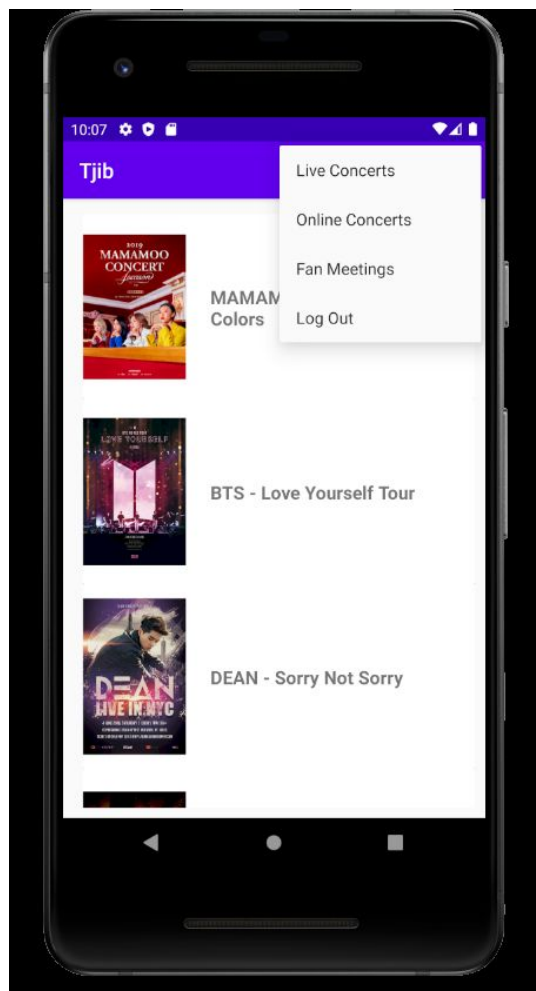 10:07
Tjib
Live Concerts
Online Concerts
Fan Meetings
Log Out
2019
MAMAMOO
CONCERT
MAMAM
Colors
LOVE YOURSELF
BTS - Love Yourself Tour
DEAN
LIVE IN NYC
DEAN - Sorry Not Sorry